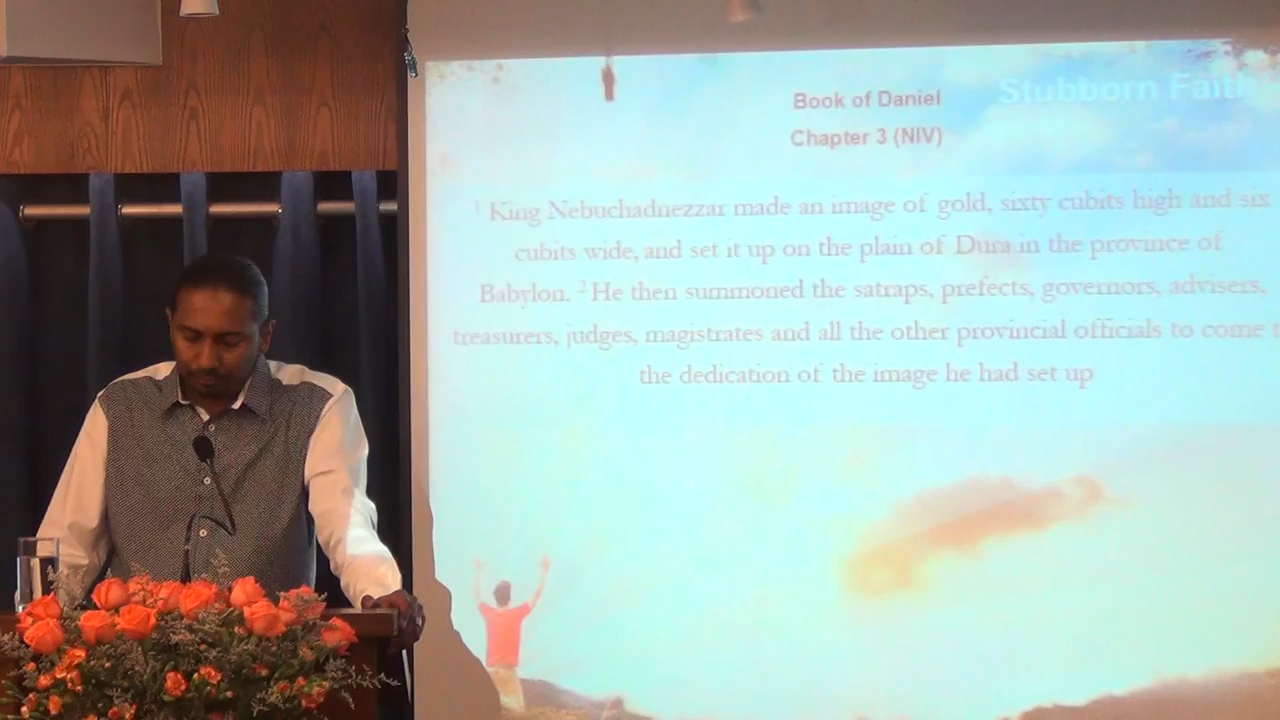 Stubborn Faith
Book of Daniel
Chapter 3 (NIV)
1 King Nebuchadnezzar made an image of gold, sixty cubits high and six
cubits wide, and set it up on the plain of Dura in the province of
Babylon. 2 He then summoned the satraps, prefects, governors, advisers,
treasurers, judges, magistrates and all the other provincial officials to come t
the dedication of the image he had set up